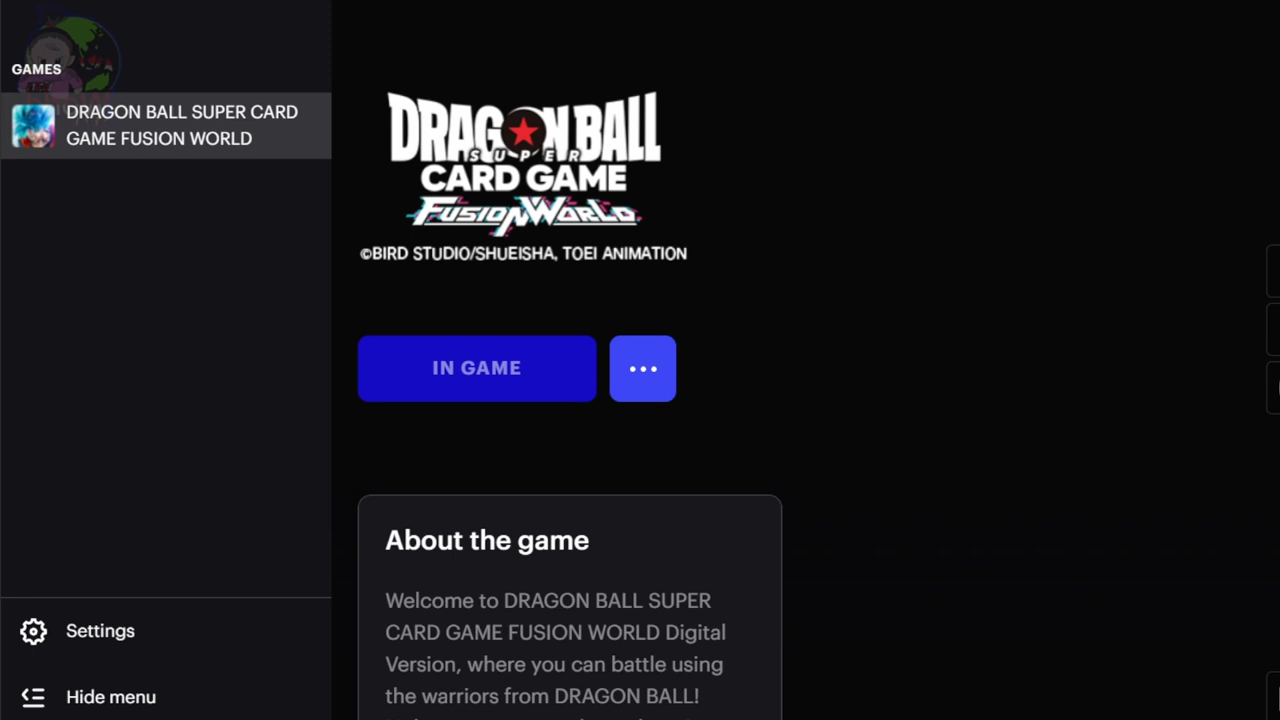 GAMES
DRAGON BALL SUPER CARD
GAME FUSION WORLD
DRAGON BALL
SUPER
CARD GAME
FUSION WORLD
©BIRD STUDIO/SHUEISHA, TOEI ANIMATION
IN GAME
About the game
Welcome to DRAGON BALL SUPER
CARD GAME FUSION WORLD Digital
Version, where you can battle using
the warriors from DRAGON BALL!
Settings
Hide menu